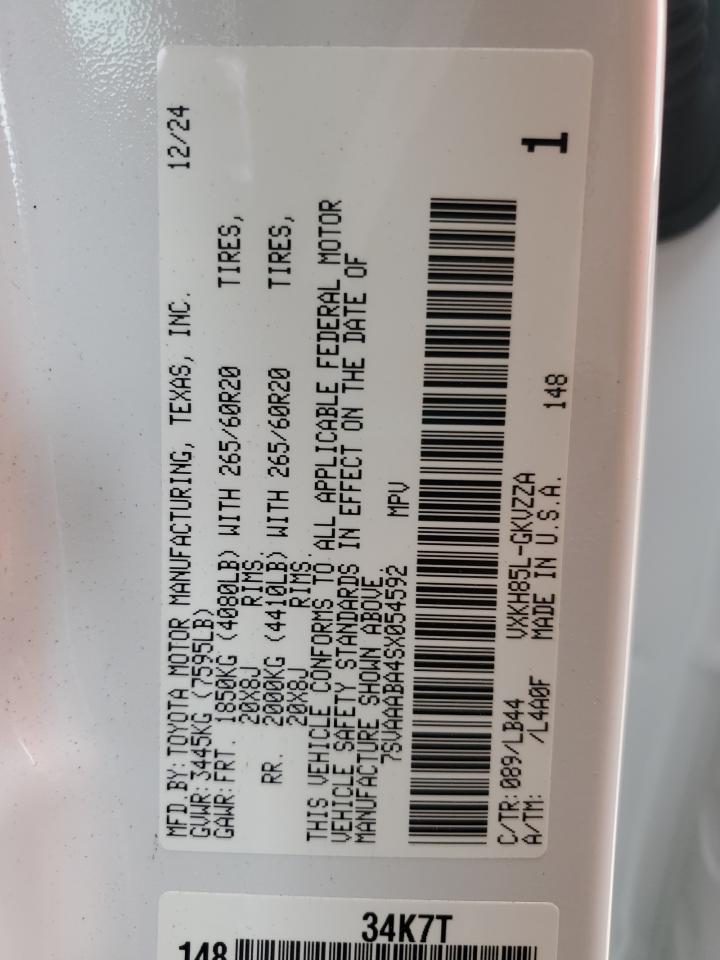 MFD.BY:TOYOTA MOTOR MANUFACTURING, TEXAS, INC. 12/24
GVWR:3445KG (7595LB)
GAWR:FRT. 1850KG (4080LB) WITH 265/60R20 TIRES,
20X8J RIMS.
RR. 2000KG (4410LB) WITH 265/60R20 TIRES,
20X8J RIMS
THIS VEHICLE CONFORMS TO ALL APPLICABLE FEDERAL MOTOR
VEHICLE SAFETY STANDARDS IN EFFECT ON THE DATE OF
MANUFACTURE SHOWN ABOVE.
7SVAAABA4SX054592 MPV
1
C/TR:089/LB44 VXKH85L-GKVZZA
A/TM: /L4A0F MADE IN U.S.A. 148
34K7T
148